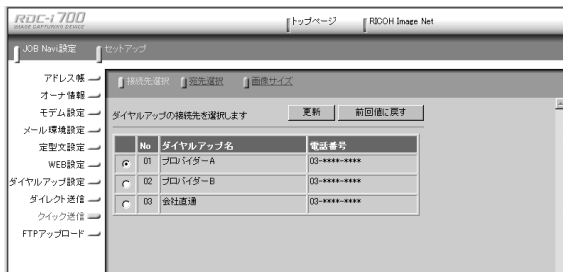 RDC-i 700
IMAGE CAPTURING DEVICE
トップページ RICOH Image Net
JOB Navi設定 セットアップ
接続先選択 宛先選択 画像サイズ
アドレス帳
オーナ情報
モデム設定
メール環境設定
定型文設定
WEB設定
ダイヤルアップ設定
ダイレクト送信
クイック送信
FTPアップロード
ダイヤルアップの接続先を選択します 更新 前回値に戻す
No ダイヤルアップ名 電話番号
01 プロバイダーA 03-****-****
02 プロバイダーB 03-****-****
03 会社直通 03-****-****